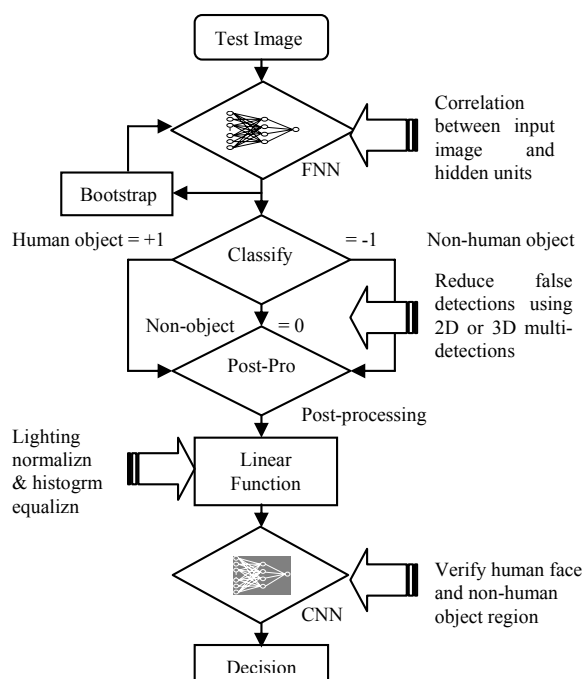 Test Image
Correlation
between input
image and
hidden units
FNN
Bootstrap
Human object = +1
= -1
Non-human object
Classify
Reduce false
detections using
2D or 3D multi-
detections
Non-object = 0
Post-Pro
Post-processing
Lighting
normalizn
& histogrm
equalizn
Linear
Function
Verify human face
and non-human
object region
CNN
Decision